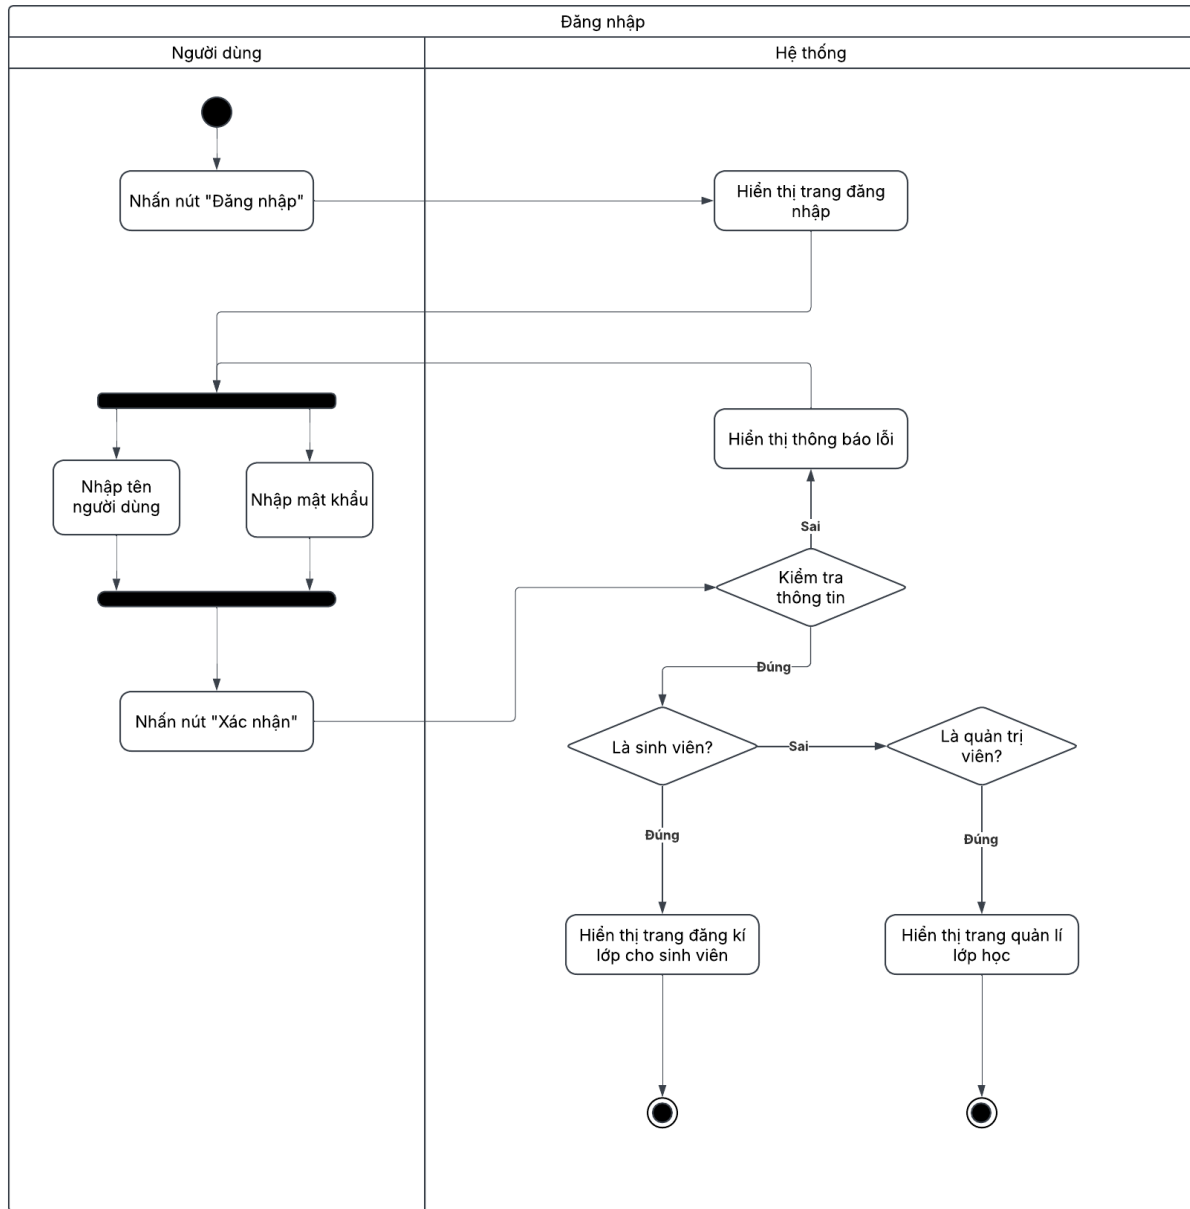 Đăng nhập
Người dùng
Hệ thống
Nhấn nút "Đăng nhập"
Hiển thị trang đăng
nhập
Hiển thị thông báo lỗi
Nhập tên
người dùng
Nhập mật khẩu
Sai
Kiểm tra
thông tin
Đúng
Nhấn nút "Xác nhận"
Là sinh viên?
Sai
Là quản trị
viên?
Đúng
Đúng
Hiển thị trang đăng kí
lớp cho sinh viên
Hiển thị trang quản lí
lớp học